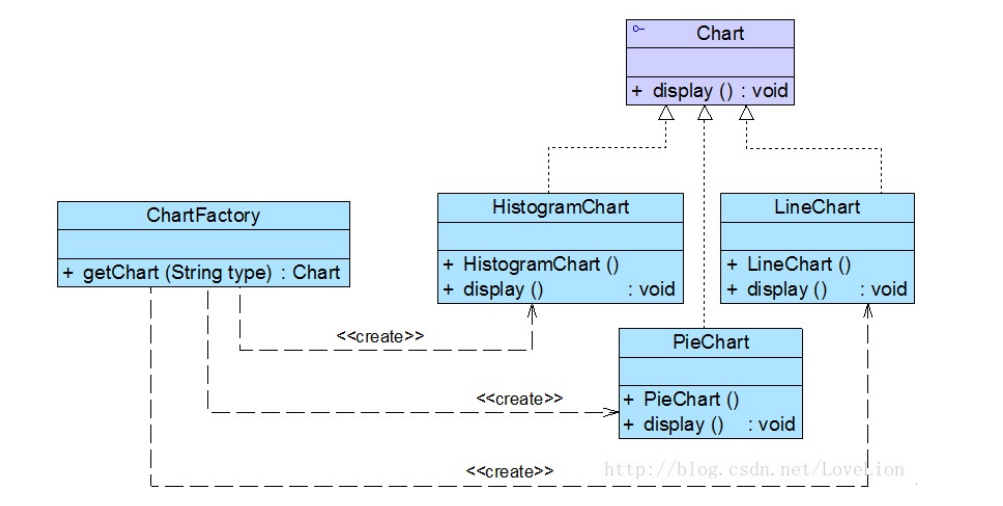 Chart
+ display () : void
HistogramChart
+ HistogramChart ()
+ display () : void
LineChart
+ LineChart ()
+ display () : void
ChartFactory
+ getChart (String type) : Chart
<<create>>
PieChart
+ PieChart ()
+ display () : void
<<create>>
<<create>>
http://blog.csdn.net/LoveLion